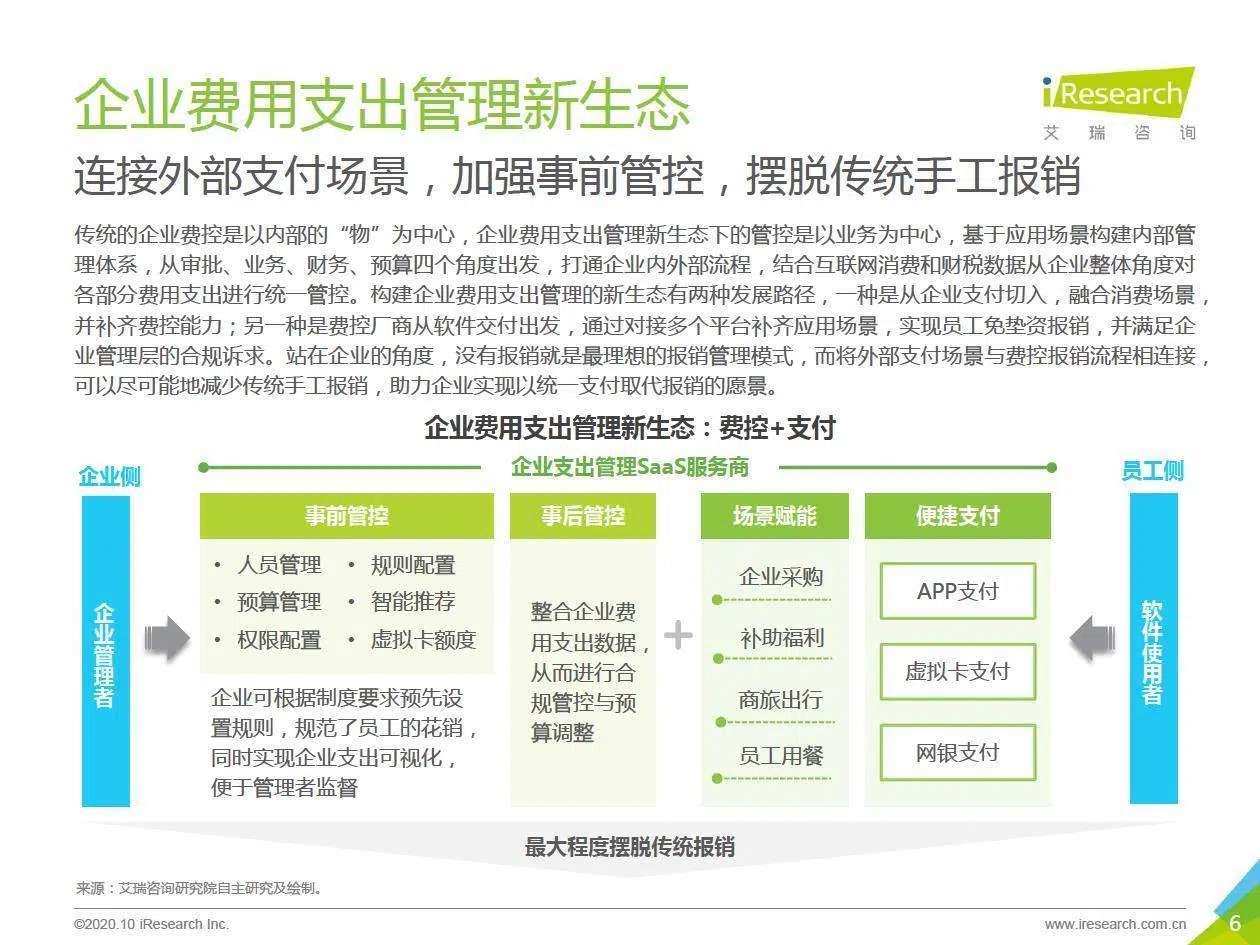 企业费用支出管理新生态
iResearch
艾瑞咨询
连接外部支付场景，加强事前管控，摆脱传统手工报销
传统的企业费控是以内部的“物”为中心，企业费用支出管理新生态下的管控是以业务为中心，基于应用场景构建内部管
理体系，从审批、业务、财务、预算四个角度出发，打通企业内外部流程，结合互联网消费和财税数据从企业整体角度对
各部分费用支出进行统一管控。构建企业费用支出管理的新生态有两种发展路径，一种是从企业支付切入，融合消费场景，
并补齐费控能力；另一种是费控厂商从软件交付出发，通过对接多个平台补齐应用场景，实现员工免垫资报销，并满足企
业管理层的合规诉求。站在企业的角度，没有报销就是最理想的报销管理模式，而将外部支付场景与费控报销流程相连接，
可以尽可能地减少传统手工报销，助力企业实现以统一支付取代报销的愿景。
企业费用支出管理新生态：费控+支付
企业侧
企业支出管理SaaS服务商
员工侧
企业管理者
事前管控
• 人员管理 • 规则配置
• 预算管理 • 智能推荐
• 权限配置 • 虚拟卡额度
企业可根据制度要求预先设
置规则，规范了员工的花销，
同时实现企业支出可视化，
便于管理者监督
事后管控
整合企业费
用支出数据，
从而进行合
规管控与预
算调整
+
场景赋能
企业采购
补助福利
商旅出行
员工用餐
便捷支付
APP支付
虚拟卡支付
网银支付
软件使用者
最大程度摆脱传统报销
来源：艾瑞咨询研究院自主研究及绘制。
©2020.10 iResearch Inc.
www.iresearch.com.cn
6